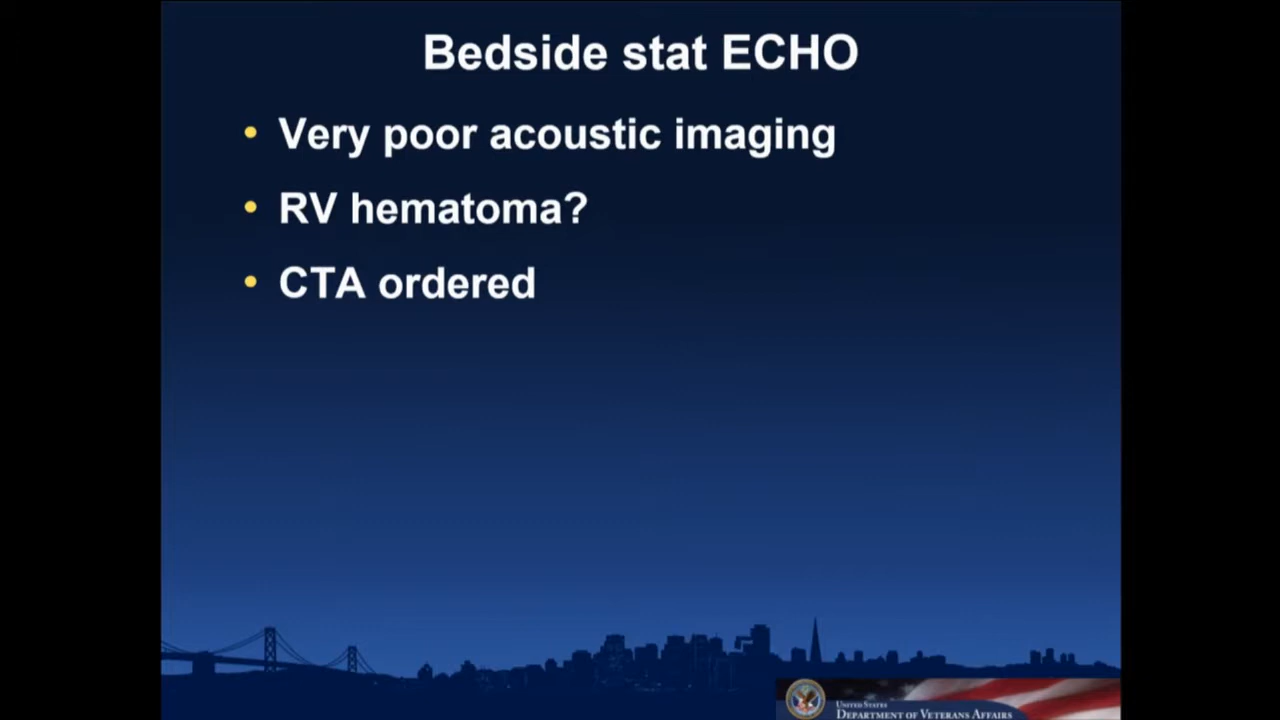 Bedside stat ECHO
• Very poor acoustic imaging
• RV hematoma?
• CTA ordered
UNITED STATES
DEPARTMENT OF VETERANS AFFAIRS